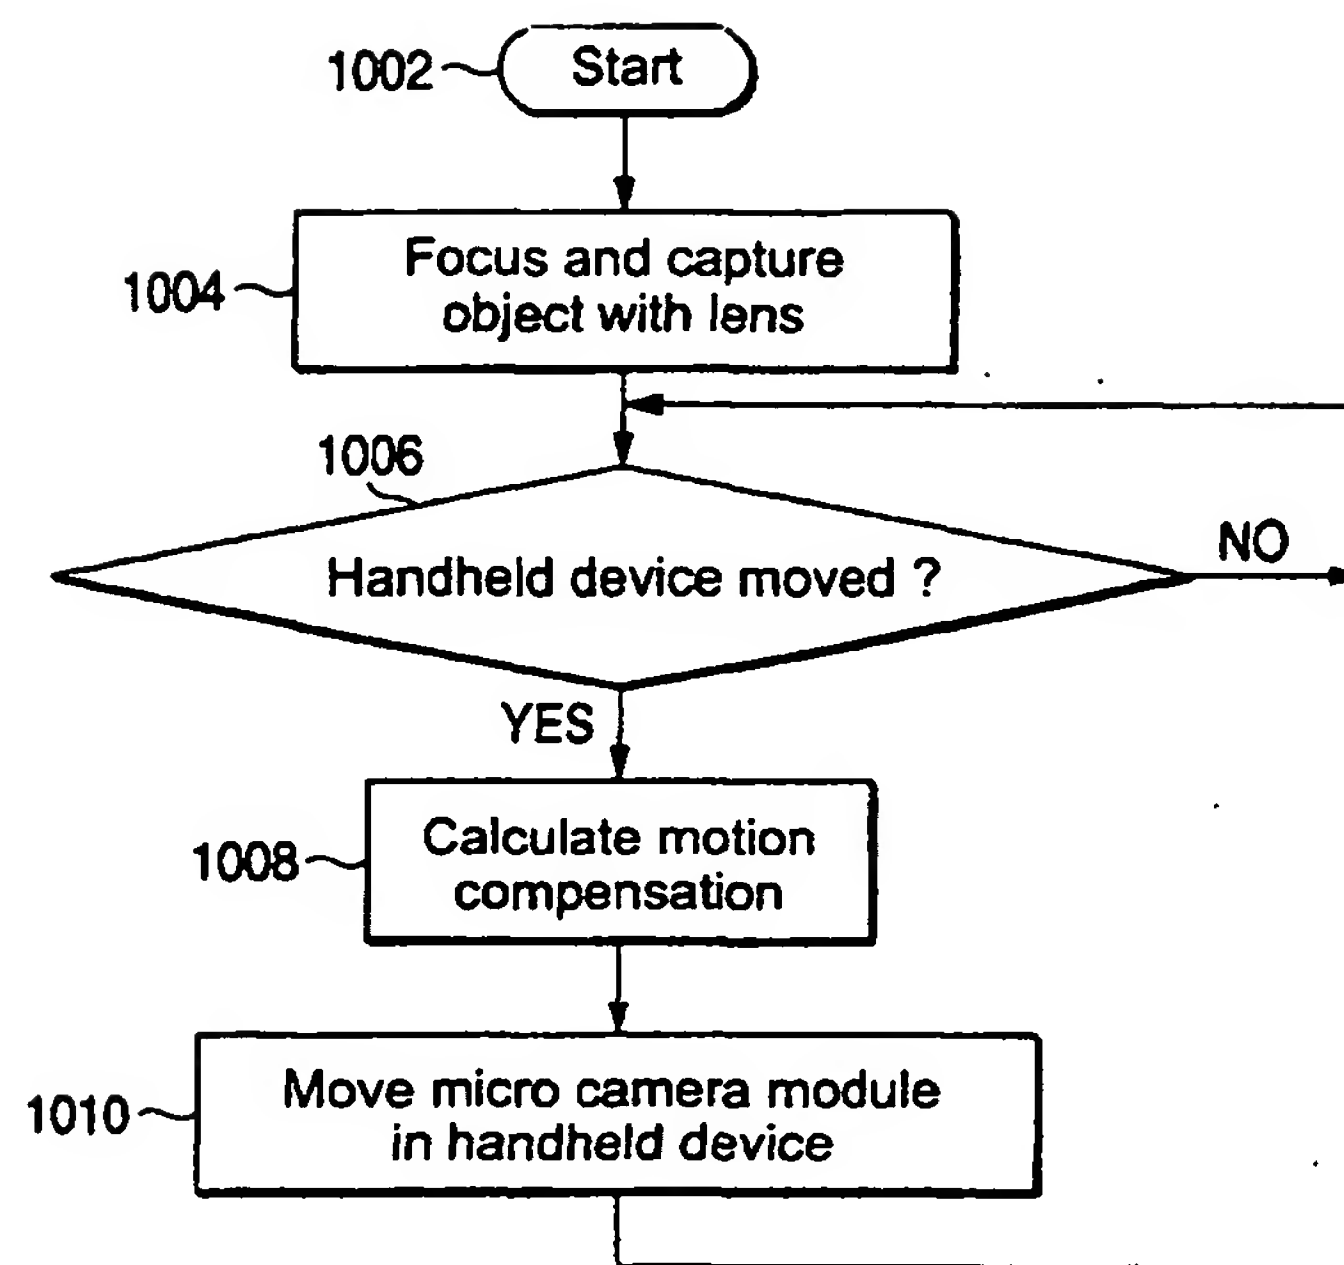 1002
Start
1004
Focus and capture
object with lens
1006
Handheld device moved ?
NO
YES
1008
Calculate motion
compensation
1010
Move micro camera module
in handheld device